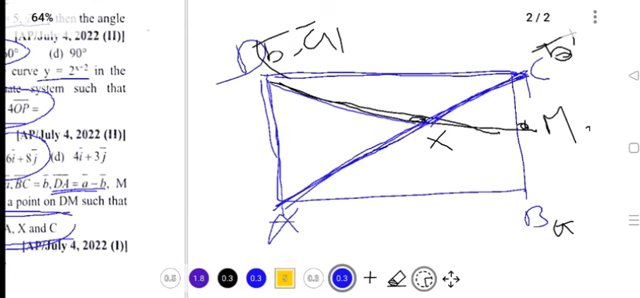 64%
2 / 2
then the angle
[AP/July 4, 2022 (II)]
0° (d) 90°
curve y = 2ˣ⁻² in the
system such that
4OP =
[AP/July 4, 2022 (II)]
6i + 8j (d) 4i + 3j
BC = b, DA = a – b, M
a point on DM such that
A, X and C
[AP/July 4, 2022 (I)]
D
C
M
X
A
B
0.5 1.8 0.3 0.3 0.3 0.3